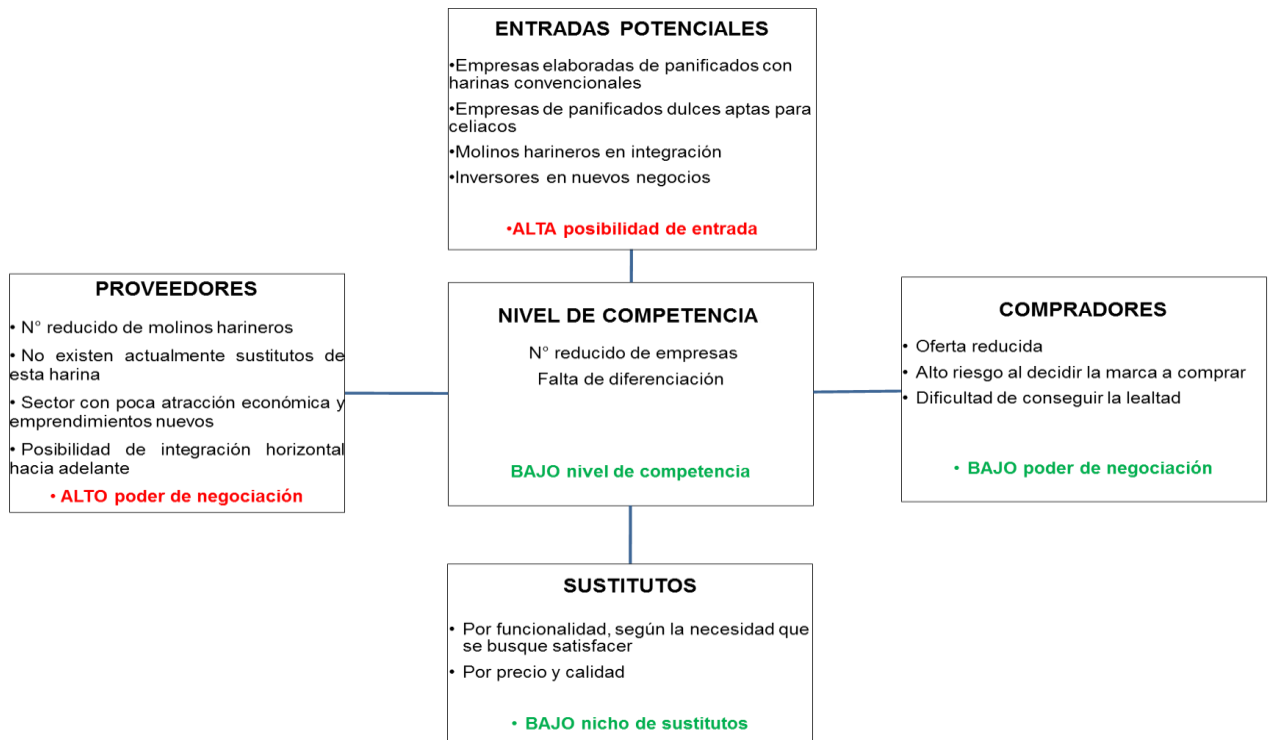 ENTRADAS POTENCIALES
•Empresas elaboradas de panificados con
harinas convencionales
•Empresas de panificados dulces aptas para
celiacos
•Molinos harineros en integración
•Inversores en nuevos negocios
•ALTA posibilidad de entrada
PROVEEDORES
• N° reducido de molinos harineros
• No existen actualmente sustitutos de
esta harina
• Sector con poca atracción económica y
emprendimientos nuevos
• Posibilidad de integración horizontal
hacia adelante
• ALTO poder de negociación
NIVEL DE COMPETENCIA
N° reducido de empresas
Falta de diferenciación
BAJO nivel de competencia
COMPRADORES
• Oferta reducida
• Alto riesgo al decidir la marca a comprar
• Dificultad de conseguir la lealtad
• BAJO poder de negociación
SUSTITUTOS
• Por funcionalidad, según la necesidad que
se busque satisfacer
• Por precio y calidad
• BAJO nicho de sustitutos